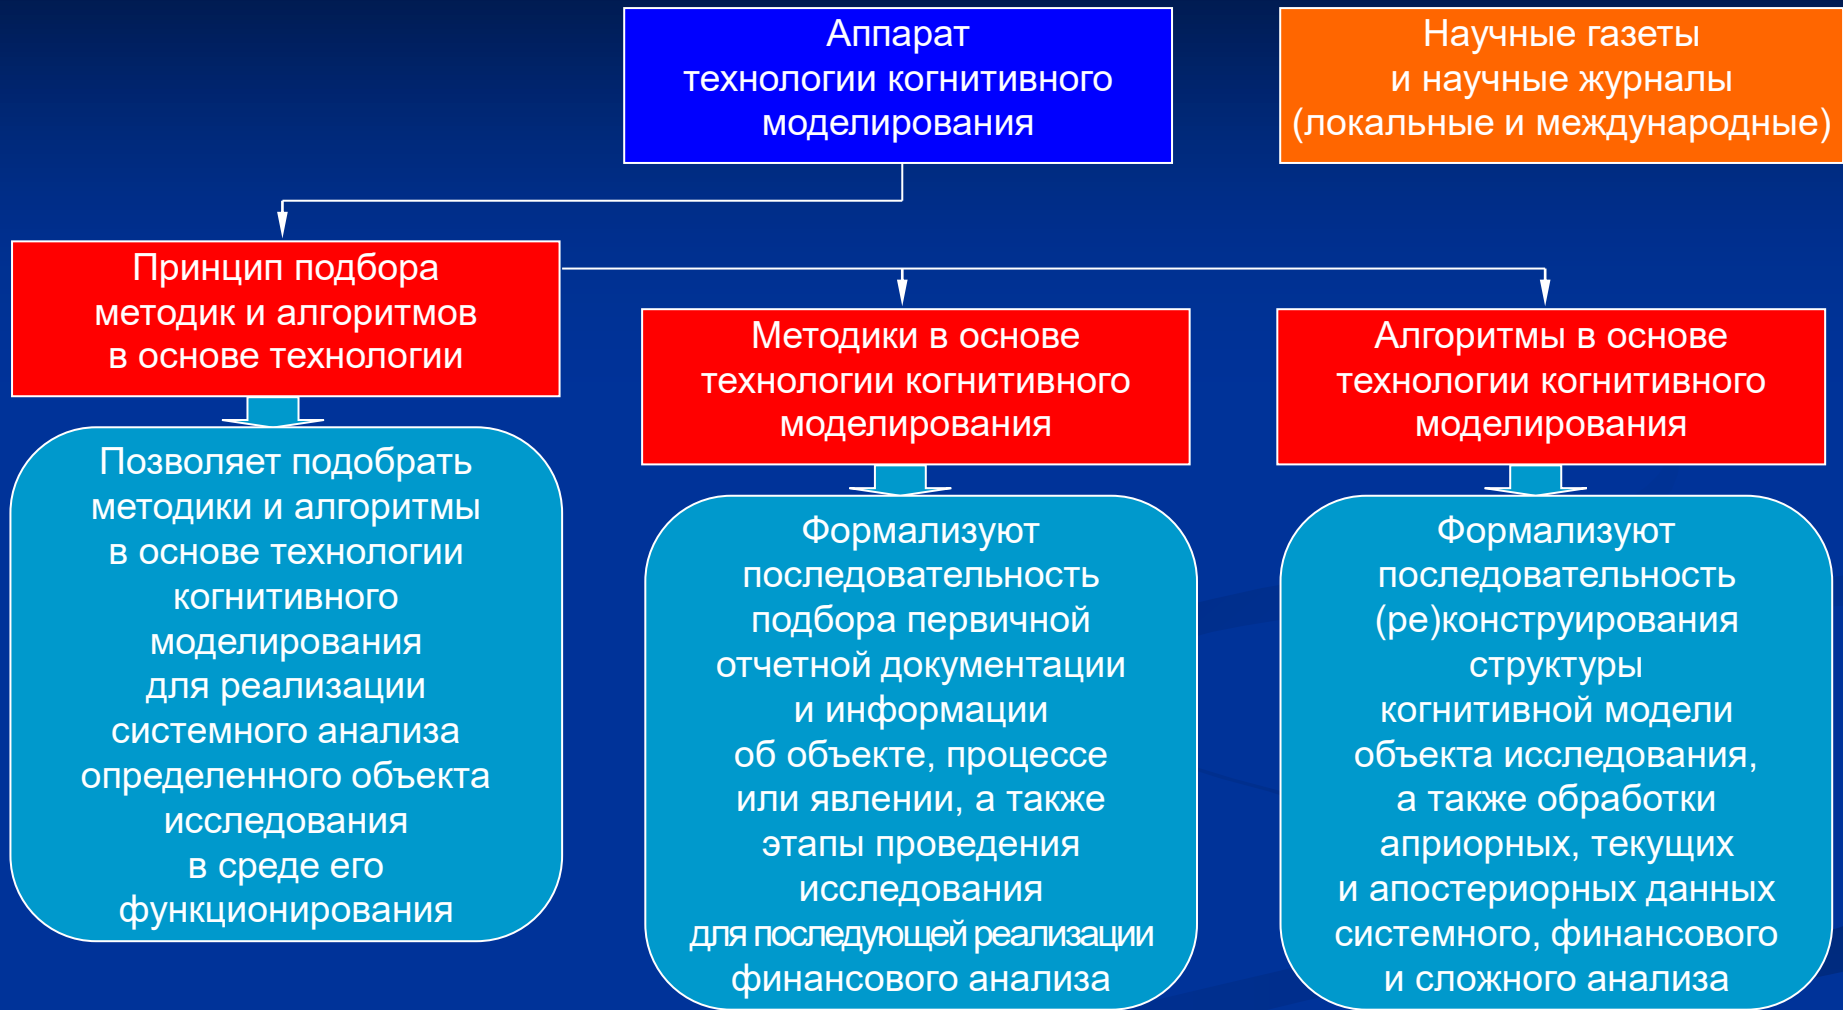 Аппарат
технологии когнитивного
моделирования
Научные газеты
и научные журналы
(локальные и международные)
Принцип подбора
методик и алгоритмов
в основе технологии
Методики в основе
технологии когнитивного
моделирования
Алгоритмы в основе
технологии когнитивного
моделирования
Позволяет подобрать
методики и алгоритмы
в основе технологии
когнитивного
моделирования
для реализации
системного анализа
определенного объекта
исследования
в среде его
функционирования
Формализуют
последовательность
подбора первичной
отчетной документации
и информации
об объекте, процессе
или явлении, а также
этапы проведения
исследования
для последующей реализации
финансового анализа
Формализуют
последовательность
(ре)конструирования
структуры
когнитивной модели
объекта исследования,
а также обработки
априорных, текущих
и апостериорных данных
системного, финансового
и сложного анализа